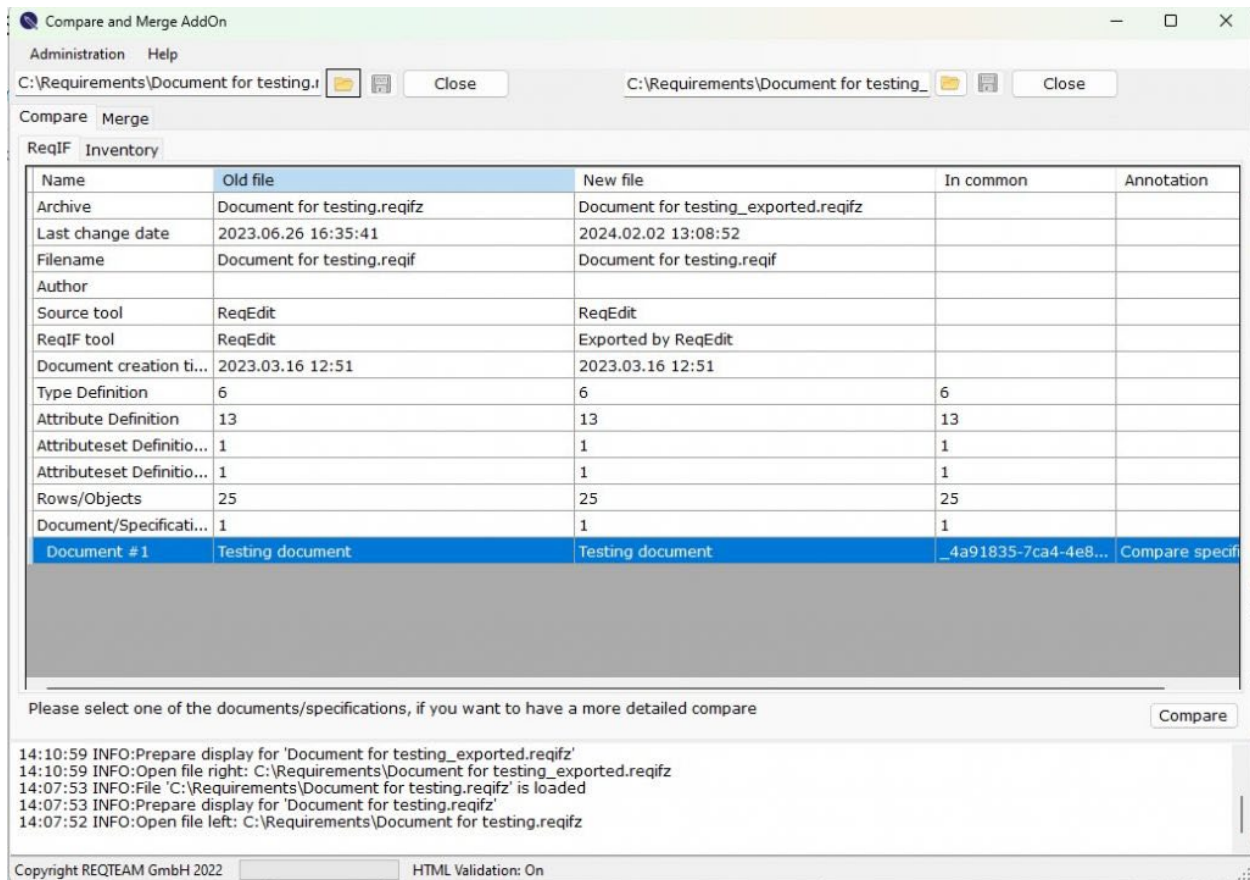 Compare and Merge AddOn
Administration Help
C:\Requirements\Document for testing.r Close C:\Requirements\Document for testing_ Close
Compare Merge
ReqIF Inventory
Name Old file New file In common Annotation
Archive Document for testing.reqifz Document for testing_exported.reqifz
Last change date 2023.06.26 16:35:41 2024.02.02 13:08:52
Filename Document for testing.reqif Document for testing.reqif
Author
Source tool ReqEdit ReqEdit
ReqIF tool ReqEdit Exported by ReqEdit
Document creation ti... 2023.03.16 12:51 2023.03.16 12:51
Type Definition 6 6 6
Attribute Definition 13 13 13
Attributeset Definitio... 1 1 1
Attributeset Definitio... 1 1 1
Rows/Objects 25 25 25
Document/Specificati... 1 1 1
Document #1 Testing document Testing document _4a91835-7ca4-4e8... Compare specif
Please select one of the documents/specifications, if you want to have a more detailed compare
Compare
14:10:59 INFO:Prepare display for 'Document for testing_exported.reqifz'
14:10:59 INFO:Open file right: C:\Requirements\Document for testing_exported.reqifz
14:07:53 INFO:File 'C:\Requirements\Document for testing.reqifz' is loaded
14:07:53 INFO:Prepare display for 'Document for testing.reqifz'
14:07:52 INFO:Open file left: C:\Requirements\Document for testing.reqifz
Copyright REQTEAM GmbH 2022 HTML Validation: On